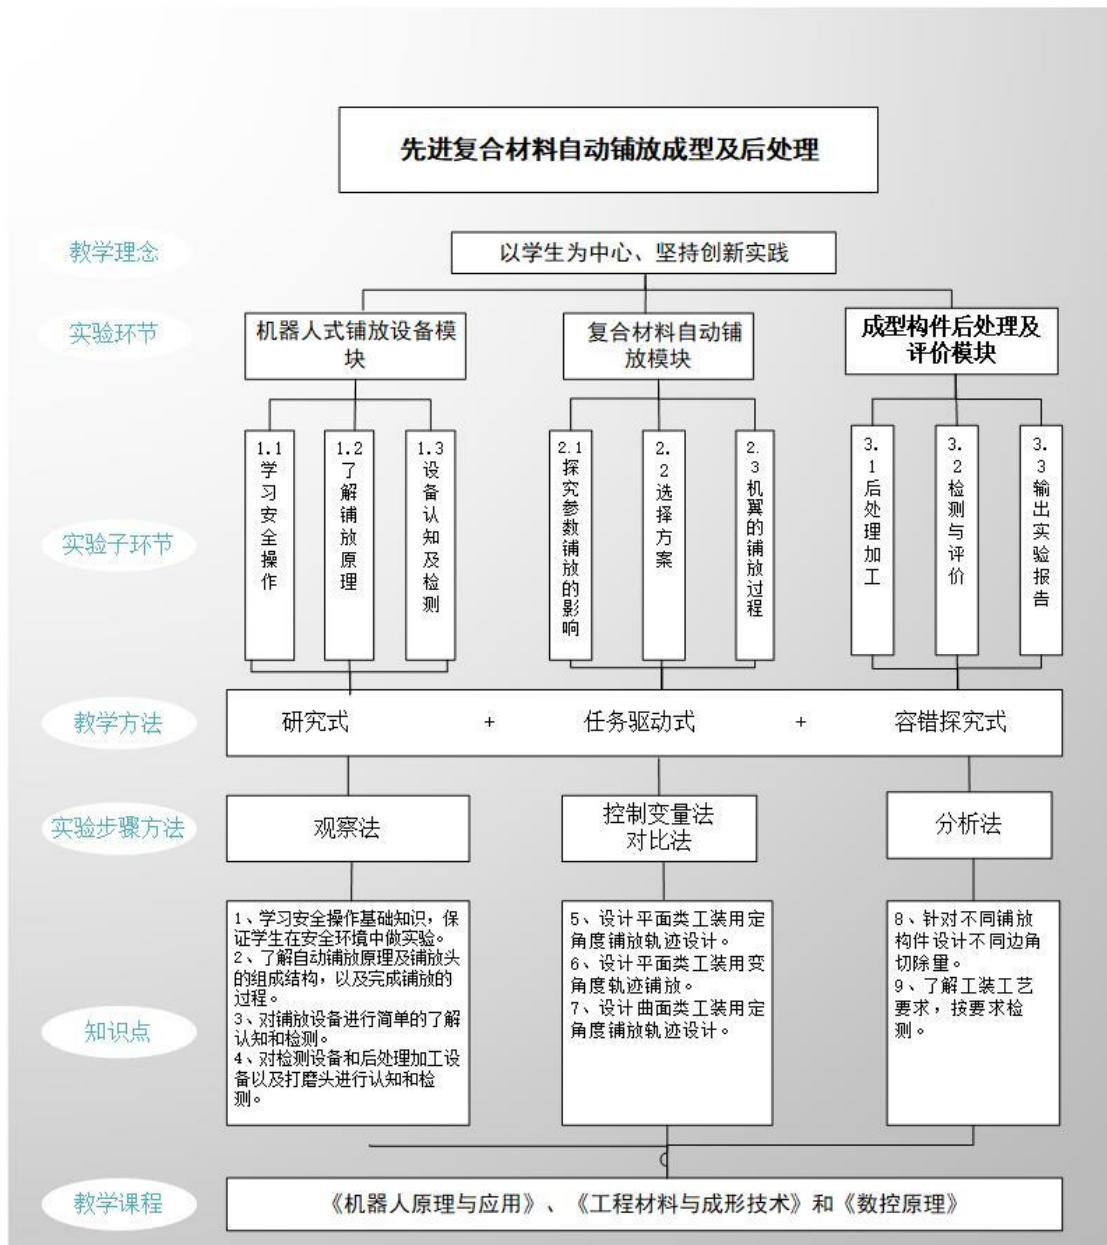 先进复合材料自动铺放成型及后处理
教学理念
以学生为中心、坚持创新实践
实验环节
机器人式铺放设备模
块
复合材料自动铺
放模块
成型构件后处理及
评价模块
实验子环节
1.1学习安全操作
1.2了解铺放原理
1.3设备认知及检测
2.1探究参数铺放的影响
2.2选择方案
2.3机翼的铺放过程
3.1后处理加工
3.2检测与评价
3.3输出实验报告
教学方法
研究式 + 任务驱动式 + 容错探究式
实验步骤方法
观察法
控制变量法
对比法
分析法
知识点
1、学习安全操作基础知识，保
证学生在安全环境中做实验。
2、了解自动铺放原理及铺放头
的组成结构，以及完成铺放的
过程。
3、对铺放设备进行简单的了解
认知和检测。
4、对检测设备和后处理加工设
备以及打磨头进行认知和检
测。
5、设计平面类工装用定
角度铺放轨迹设计。
6、设计平面类工装用变
角度轨迹铺放。
7、设计曲面类工装用定
角度铺放轨迹设计。
8、针对不同铺放
构件设计不同边角
切除量。
9、了解工装工艺
要求，按要求检
测。
教学课程
《机器人原理与应用》、《工程材料与成形技术》和《数控原理》